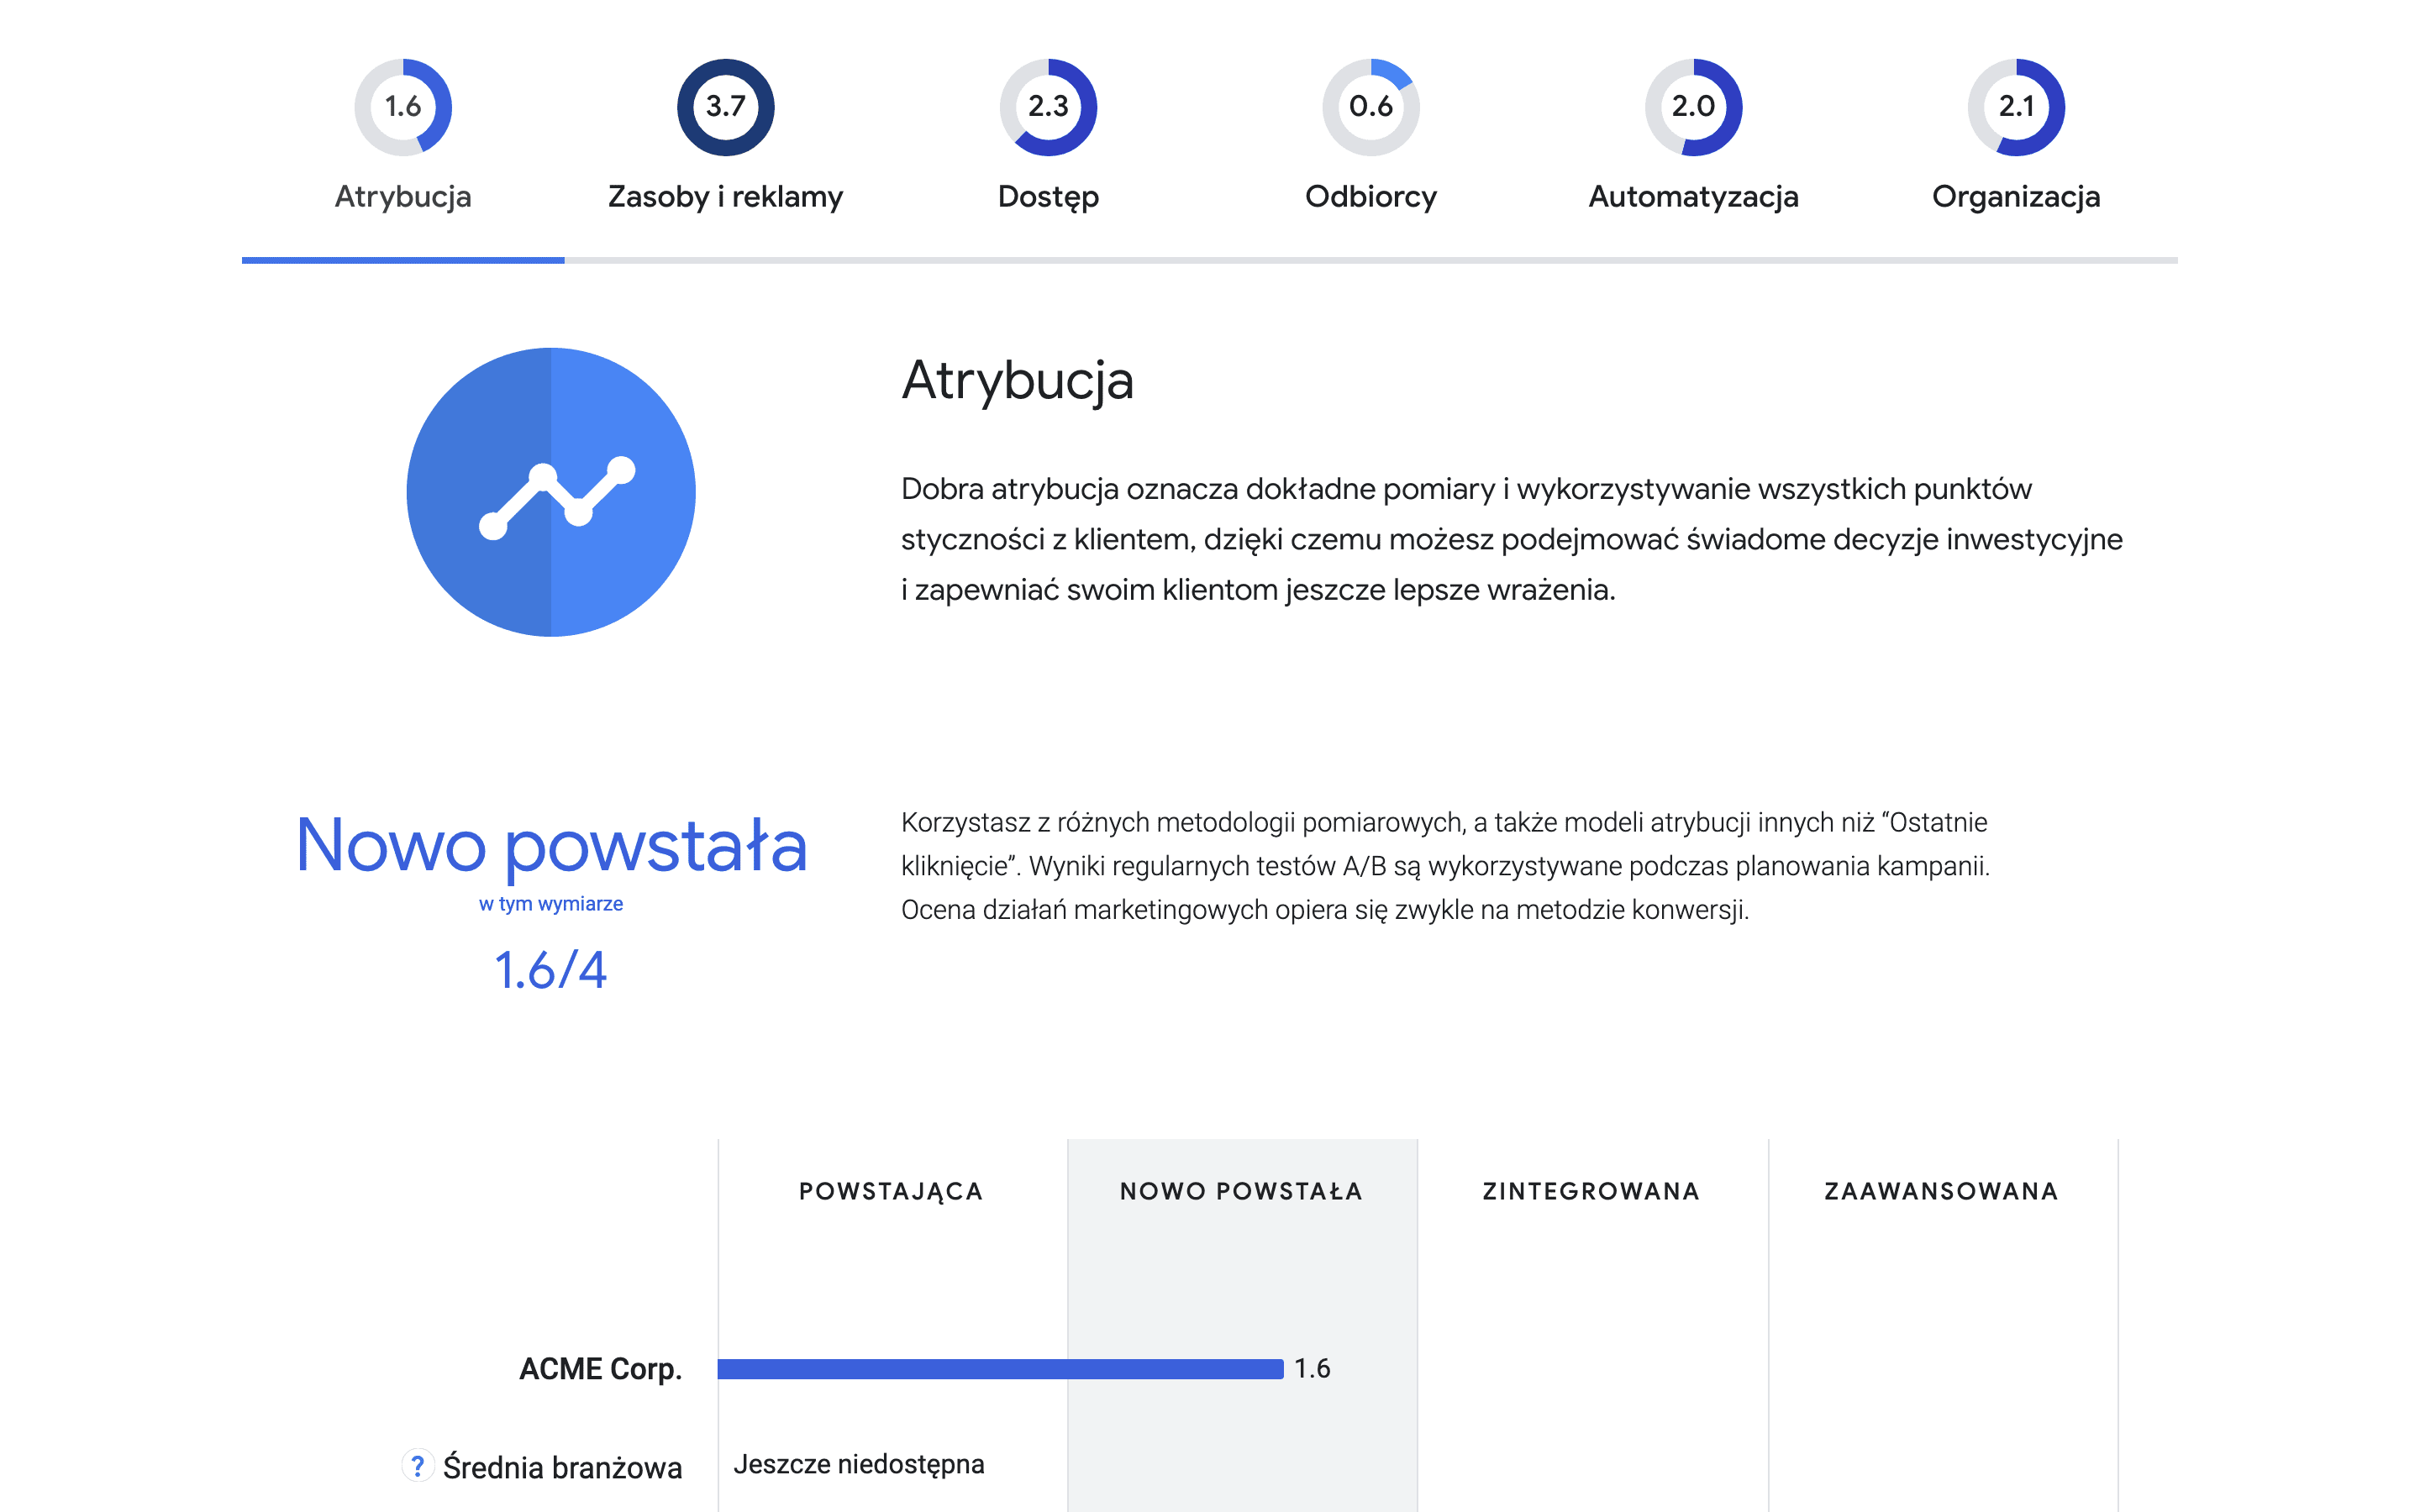 1.6
3.7
2.3
0.6
2.0
2.1
Atrybucja
Zasoby i reklamy
Dostęp
Odbiorcy
Automatyzacja
Organizacja
Atrybucja
Dobra atrybucja oznacza dokładne pomiary i wykorzystywanie wszystkich punktów
styczności z klientem, dzięki czemu możesz podejmować świadome decyzje inwestycyjne
i zapewniać swoim klientom jeszcze lepsze wrażenia.
Nowo powstała
w tym wymiarze
1.6/4
Korzystasz z różnych metodologii pomiarowych, a także modeli atrybucji innych niż “Ostatnie
kliknięcie”. Wyniki regularnych testów A/B są wykorzystywane podczas planowania kampanii.
Ocena działań marketingowych opiera się zwykle na metodzie konwersji.
POWSTAJĄCA
NOWO POWSTAŁA
ZINTEGROWANA
ZAAWANSOWANA
ACME Corp.
1.6
? Średnia branżowa
Jeszcze niedostępna